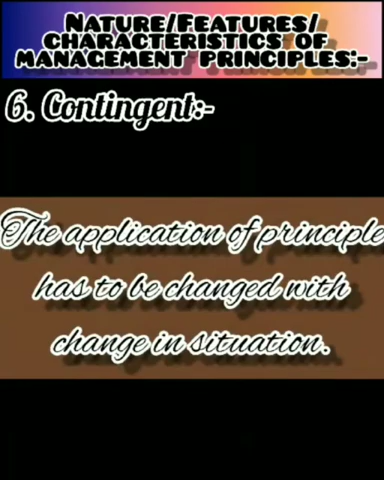 NATURE/FEATURES/
CHARACTERISTICS OF
MANAGEMENT PRINCIPLES:-
6. Contingent:-
The application of principle
has to be changed with
change in situation.